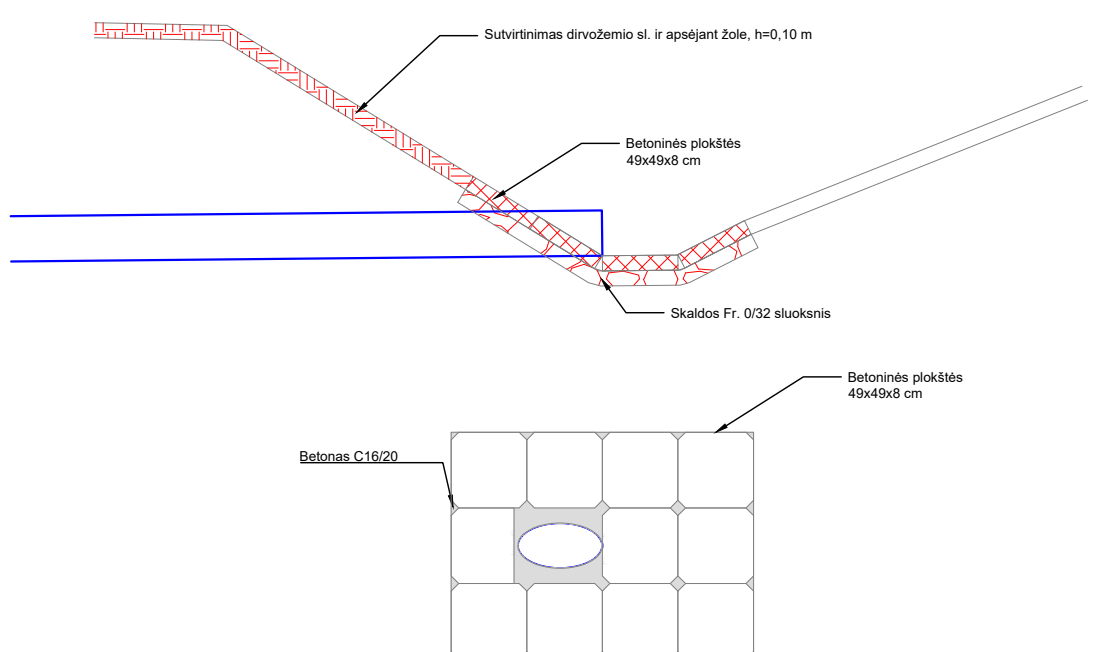 Sutvirtinimas dirvožemio sl. ir apsėjant žole, h=0,10 m
Betoninės plokštės
49x49x8 cm
Skaldos Fr. 0/32 sluoksnis
Betoninės plokštės
49x49x8 cm
Betonas C16/20